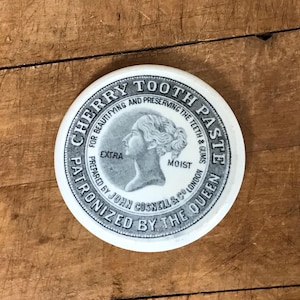 CHERRY TOOTH PASTE
FOR BEAUTIFYING AND PRESERVING THE TEETH & GUMS
EXTRA MOIST
PREPARED BY JOHN GOSNELL & CO. LONDON
PATRONIZED BY THE QUEEN